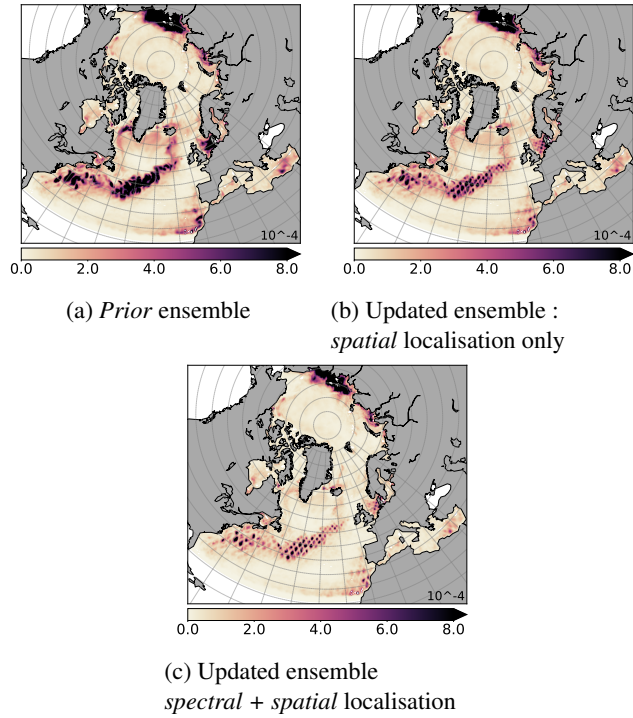 10^-4
0.0 2.0 4.0 6.0 8.0
(a) Prior ensemble
10^-4
0.0 2.0 4.0 6.0 8.0
(b) Updated ensemble :
spatial localisation only
10^-4
0.0 2.0 4.0 6.0 8.0
(c) Updated ensemble
spectral + spatial localisation